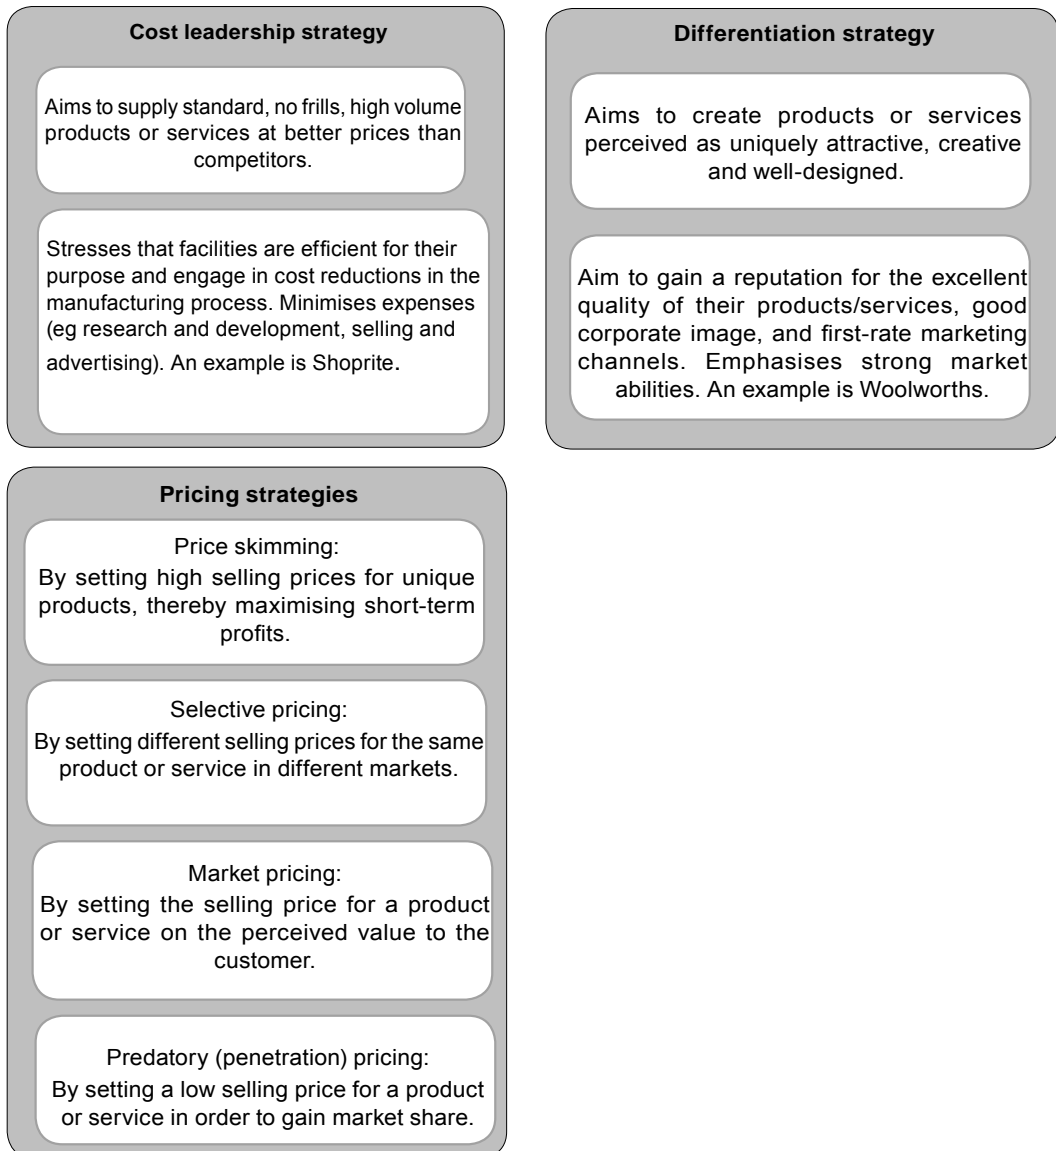 Cost leadership strategy
Aims to supply standard, no frills, high volume
products or services at better prices than
competitors.
Stresses that facilities are efficient for their
purpose and engage in cost reductions in the
manufacturing process. Minimises expenses
(eg research and development, selling and
advertising). An example is Shoprite.
Differentiation strategy
Aims to create products or services
perceived as uniquely attractive, creative
and well-designed.
Aim to gain a reputation for the excellent
quality of their products/services, good
corporate image, and first-rate marketing
channels. Emphasises strong market
abilities. An example is Woolworths.
Pricing strategies
Price skimming:
By setting high selling prices for unique
products, thereby maximising short-term
profits.
Selective pricing:
By setting different selling prices for the same
product or service in different markets.
Market pricing:
By setting the selling price for a product
or service on the perceived value to the
customer.
Predatory (penetration) pricing:
By setting a low selling price for a product
or service in order to gain market share.